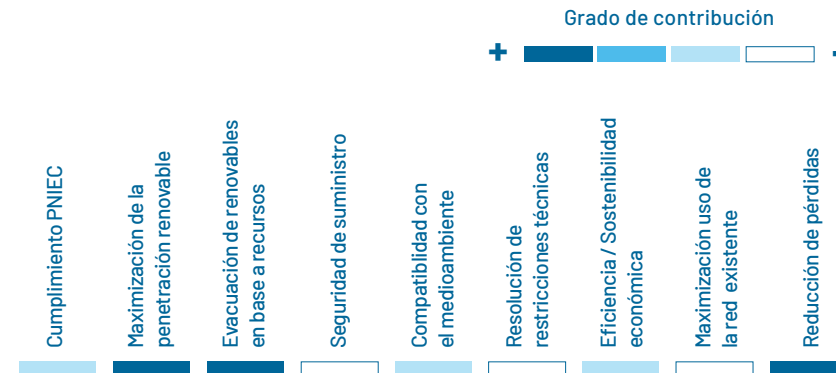 Grado de contribución
+
Cumplimiento PNIEC
Maximización de la
penetración renovable
Evacuación de renovables
en base a recursos
Seguridad de suministro
Compatiblidad con
el medioambiente
Resolución de
restricciones técnicas
Eficiencia / Sostenibilidad
económica
Maximización uso de
la red existente
Reducción de pérdidas